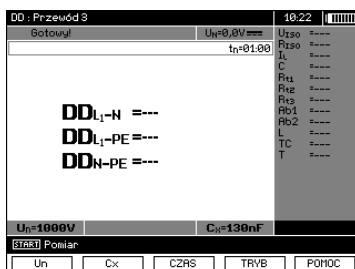 DD : Przewód 3 10:22
Gotowy! UN=0,0V
tn=01:00
UISO =---
RISO =---
IL =---
C =---
Rt1 =---
Rt2 =---
Rt3 =---
Ab1 =---
Ab2 =---
L =---
TC =---
T =---
DDL1-N =---
DDL1-PE =---
DDN-PE =---
Un=1000V CX=130nF
START Pomiar
Un Cx CZAS TRYB POMOC